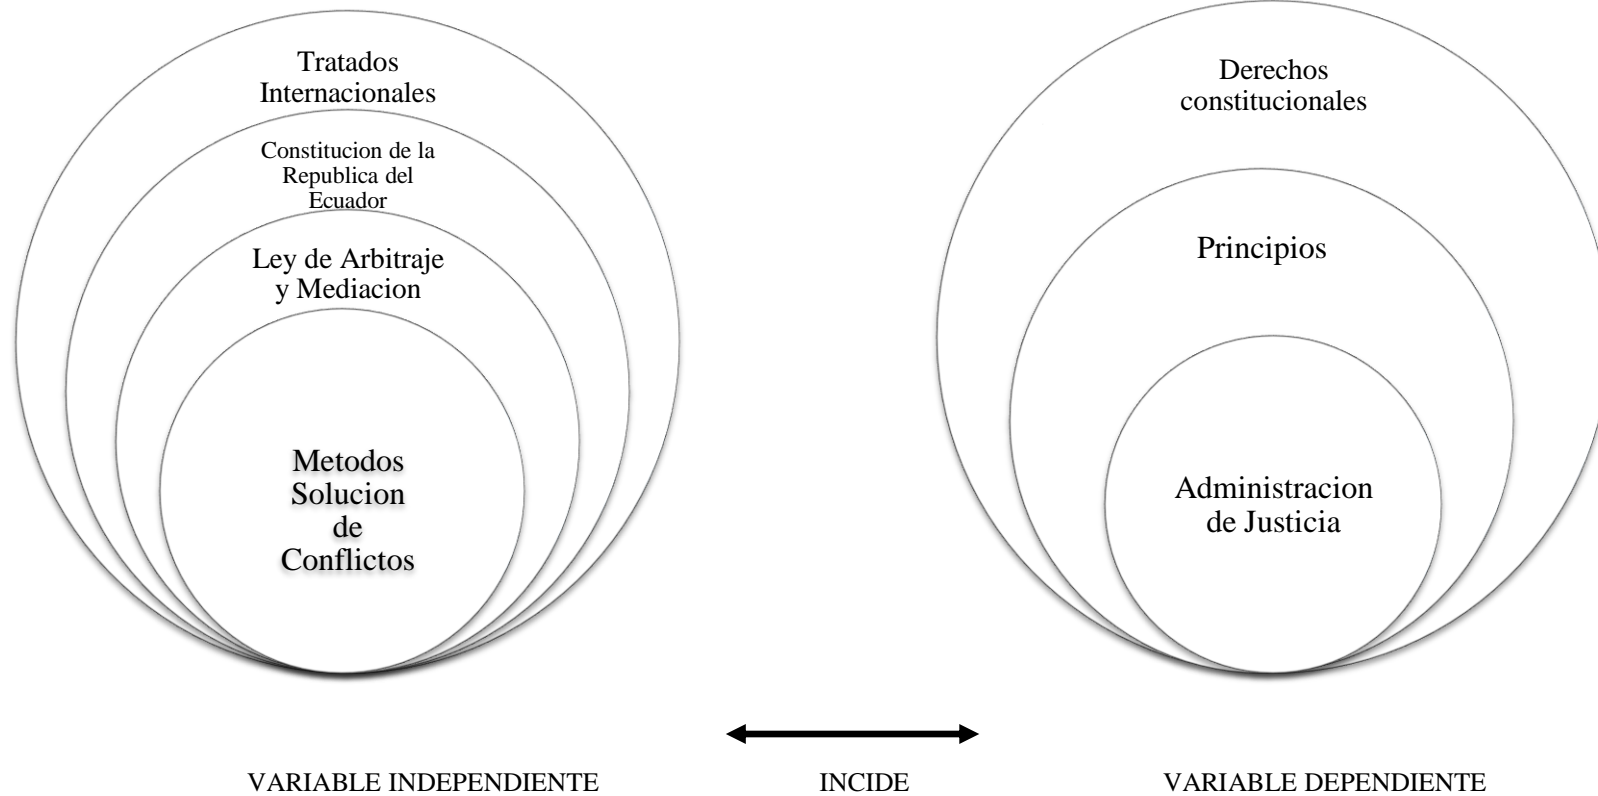 Tratados
Internacionales
Constitucion de la
Republica del
Ecuador
Ley de Arbitraje
y Mediacion
Metodos
Solucion
de
Conflictos
Derechos
constitucionales
Principios
Administracion
de Justicia
VARIABLE INDEPENDIENTE
INCIDE
VARIABLE DEPENDIENTE